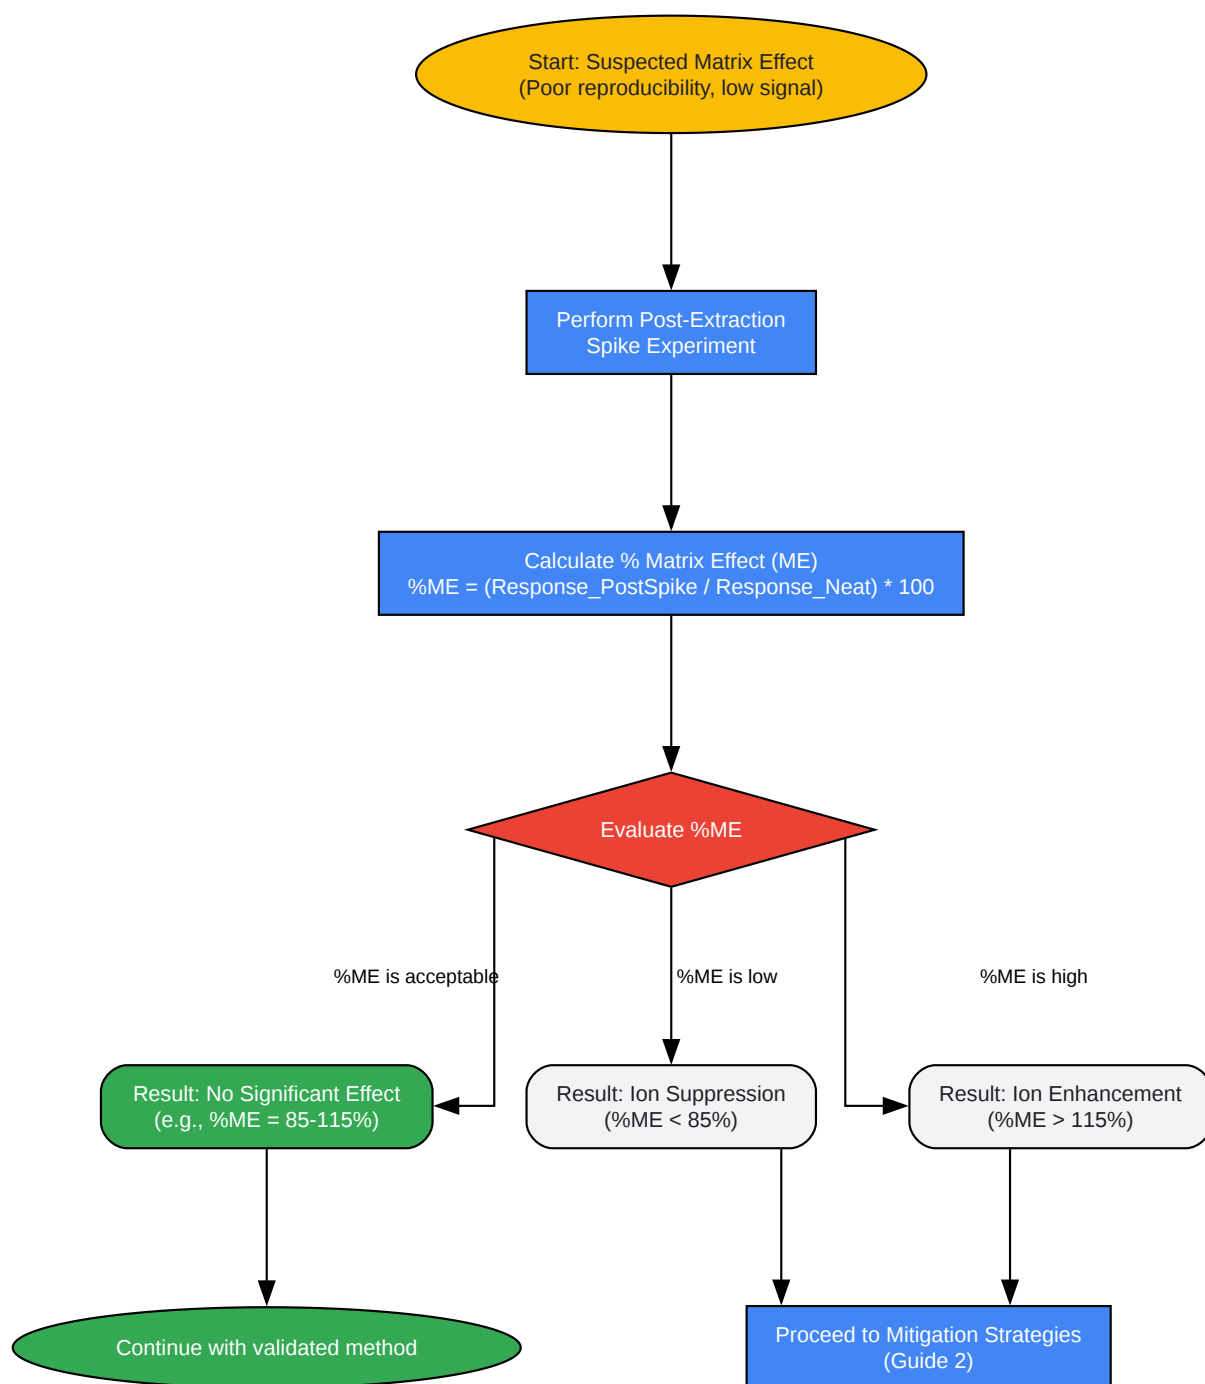 Start: Suspected Matrix Effect
(Poor reproducibility, low signal)
Perform Post-Extraction
Spike Experiment
Calculate % Matrix Effect (ME)
%ME = (Response_PostSpike / Response_Neat) * 100
Evaluate %ME
%ME is acceptable
%ME is low
%ME is high
Result: No Significant Effect
(e.g., %ME = 85-115%)
Result: Ion Suppression
(%ME < 85%)
Result: Ion Enhancement
(%ME > 115%)
Continue with validated method
Proceed to Mitigation Strategies
(Guide 2)